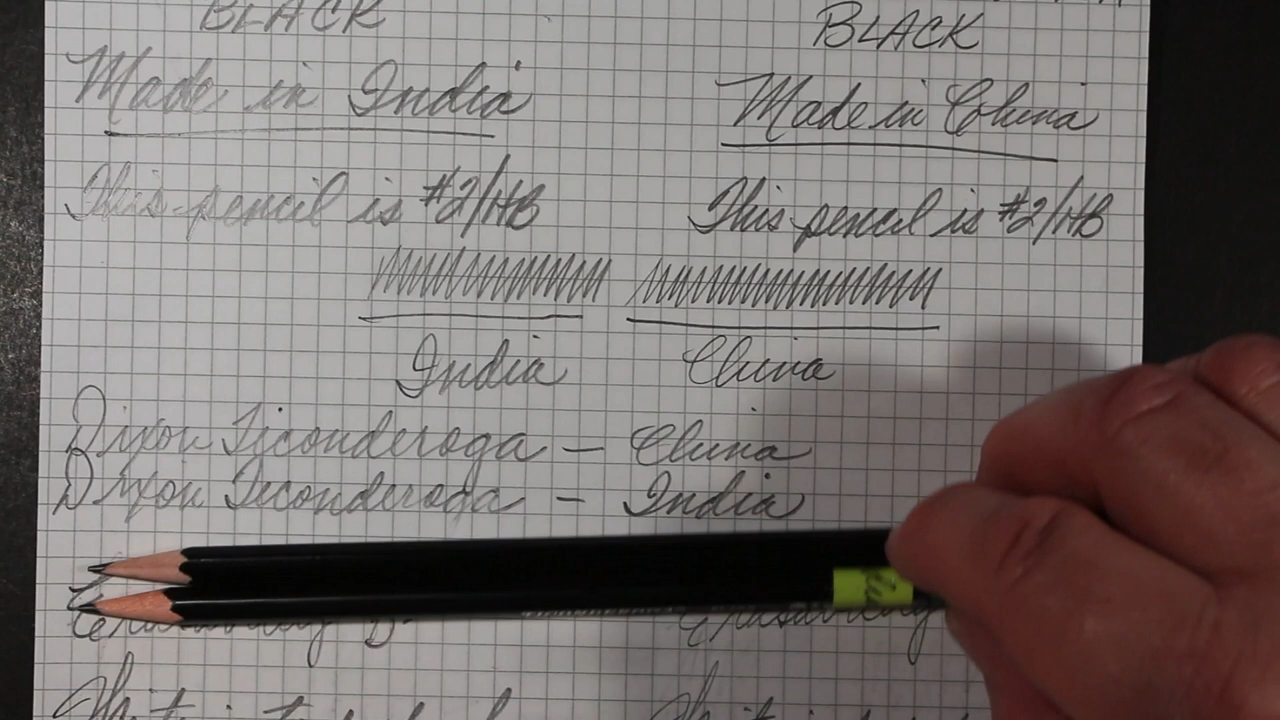 BLACK BLACK
Made in India Made in China
This pencil is #2/HB This pencil is #2/HB
India China
Dixon Ticonderoga – China
Dixon Ticonderoga – India